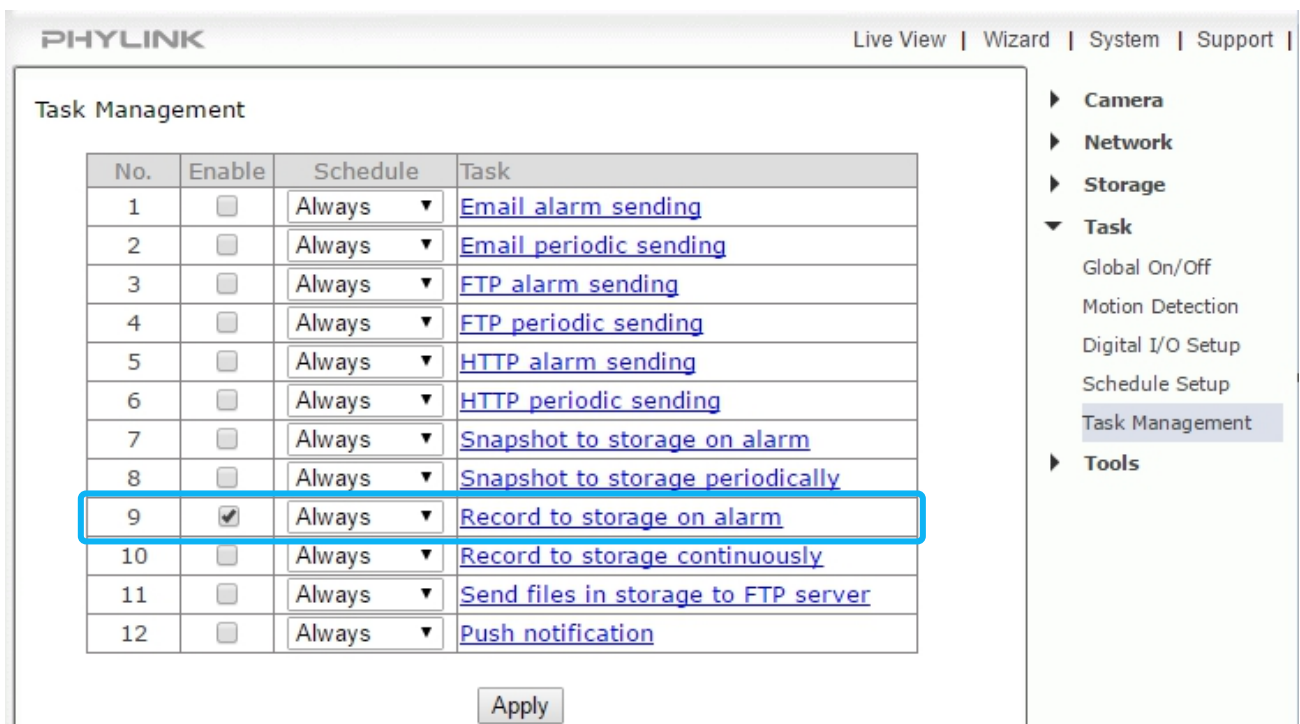 PHYLINK
Live View | Wizard | System | Support |
Task Management
No. Enable Schedule Task
1 Always Email alarm sending
2 Always Email periodic sending
3 Always FTP alarm sending
4 Always FTP periodic sending
5 Always HTTP alarm sending
6 Always HTTP periodic sending
7 Always Snapshot to storage on alarm
8 Always Snapshot to storage periodically
9 Always Record to storage on alarm
10 Always Record to storage continuously
11 Always Send files in storage to FTP server
12 Always Push notification
Apply
Camera
Network
Storage
Task
Global On/Off
Motion Detection
Digital I/O Setup
Schedule Setup
Task Management
Tools